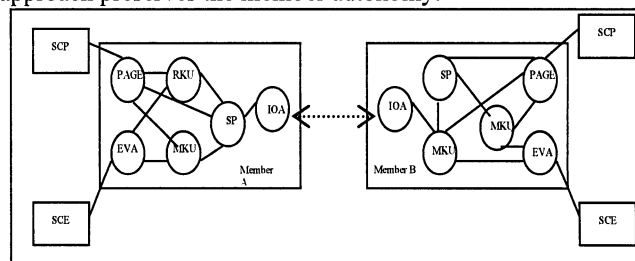 approach preserves the member autonomy.
SCP
SCP
PAGE
RKU
SP
PAGE
SP
IOA
IOA
MKU
EVA
MKU
MKU
EVA
Member
A
Member B
SCE
SCE